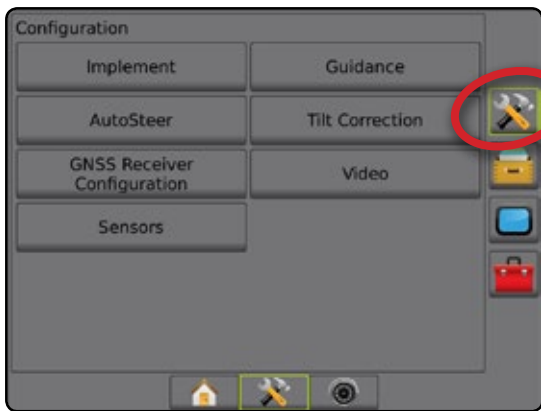 Configuration
Implement
Guidance
AutoSteer
Tilt Correction
GNSS Receiver
Configuration
Video
Sensors